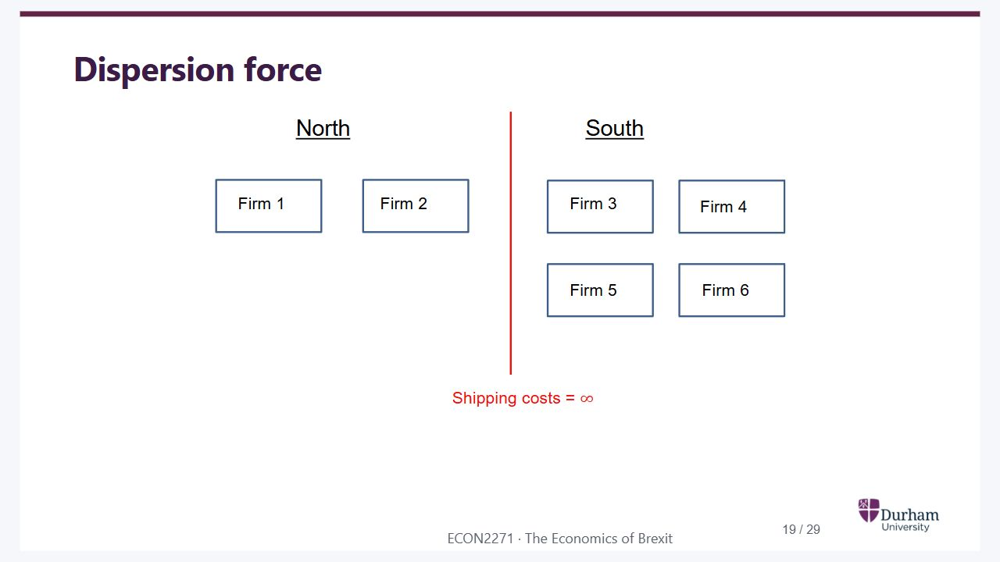 Dispersion force
North
South
Firm 1
Firm 2
Firm 3
Firm 4
Firm 5
Firm 6
Shipping costs = ∞
ECON2271 · The Economics of Brexit
19 / 29
Durham
University